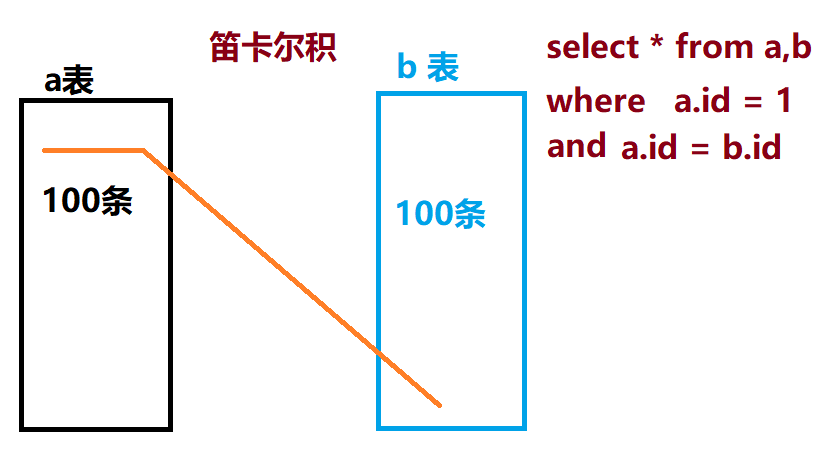 笛卡尔积
a表
b 表
100条
100条
select * from a,b
where a.id = 1
and a.id = b.id